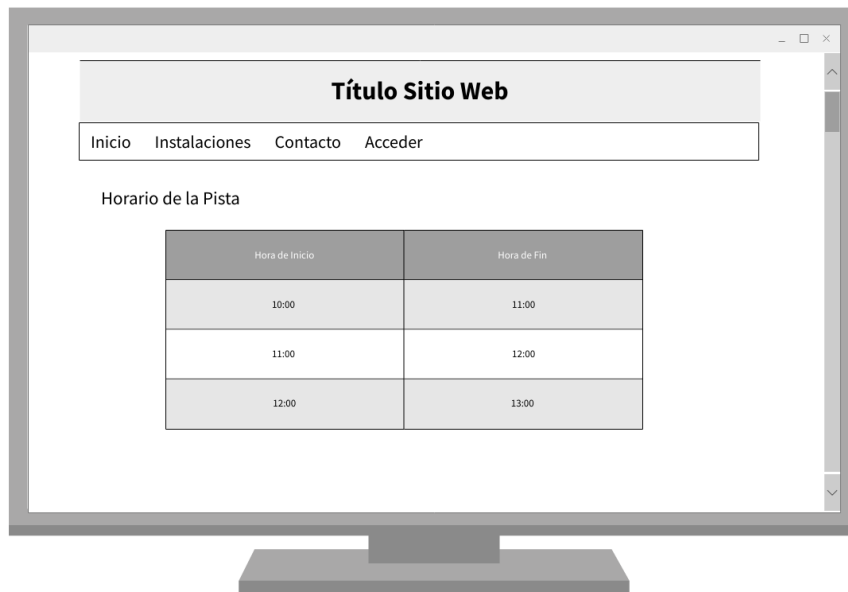 Título Sitio Web
Inicio Instalaciones Contacto Acceder
Horario de la Pista
Hora de Inicio Hora de Fin
10:00 11:00
11:00 12:00
12:00 13:00